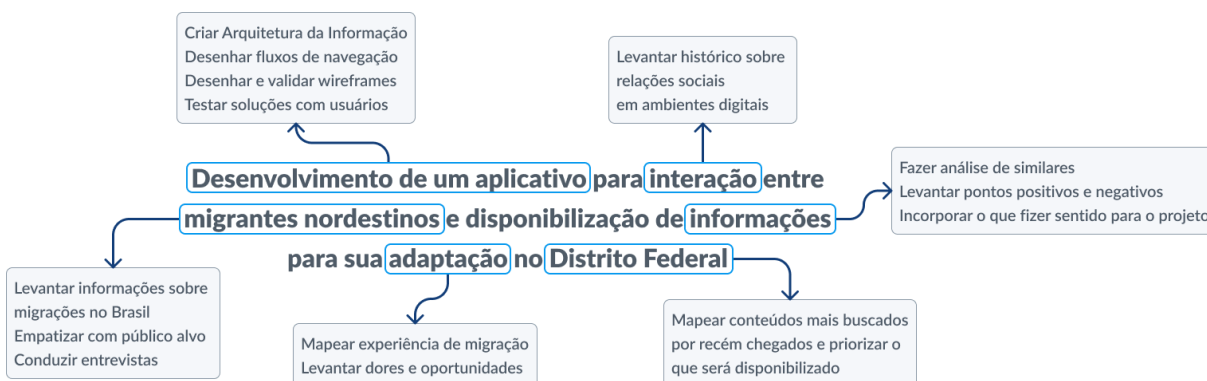 Criar Arquitetura da Informação
Desenhar fluxos de navegação
Desenhar e validar wireframes
Testar soluções com usuários
Levantar histórico sobre
relações sociais
em ambientes digitais
Desenvolvimento de um aplicativo para interação entre
migrantes nordestinos e disponibilização de informações
para sua adaptação no Distrito Federal
Fazer análise de similares
Levantar pontos positivos e negativos
Incorporar o que fizer sentido para o projeto
Levantar informações sobre
migrações no Brasil
Empatizar com público alvo
Conduzir entrevistas
Mapear experiência de migração
Levantar dores e oportunidades
Mapear conteúdos mais buscados
por recém chegados e priorizar o
que será disponibilizado